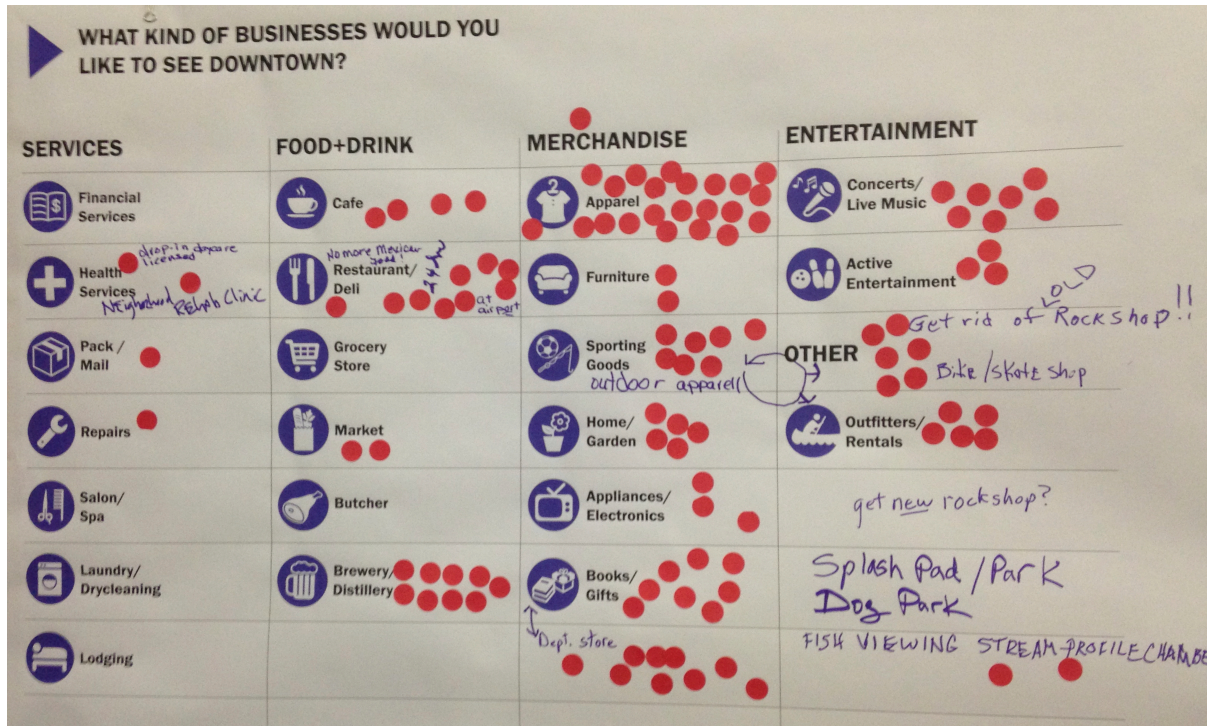 WHAT KIND OF BUSINESSES WOULD YOU
LIKE TO SEE DOWNTOWN?
SERVICES
Financial
Services
Health
Services
drop-in daycare
licensed
Neighborhood Rehab Clinic
Pack /
Mail
Repairs
Salon/
Spa
Laundry/
Drycleaning
Lodging
FOOD+DRINK
Cafe
No more Mexican
food!
Restaurant/
Deli
24 hr
at
airport
Grocery
Store
Market
Butcher
Brewery/
Distillery
MERCHANDISE
2
Apparel
Furniture
Sporting
Goods
outdoor apparell
Home/
Garden
Appliances/
Electronics
Books/
Gifts
Dept. store
ENTERTAINMENT
Concerts/
Live Music
Active
Entertainment
OLD
Get rid of Rockshop!!
OTHER
Bike/skate shop
Outfitters/
Rentals
get new rockshop?
Splash Pad /Park
Dog Park
FISH VIEWING STREAM-PROFILE CHAMBE